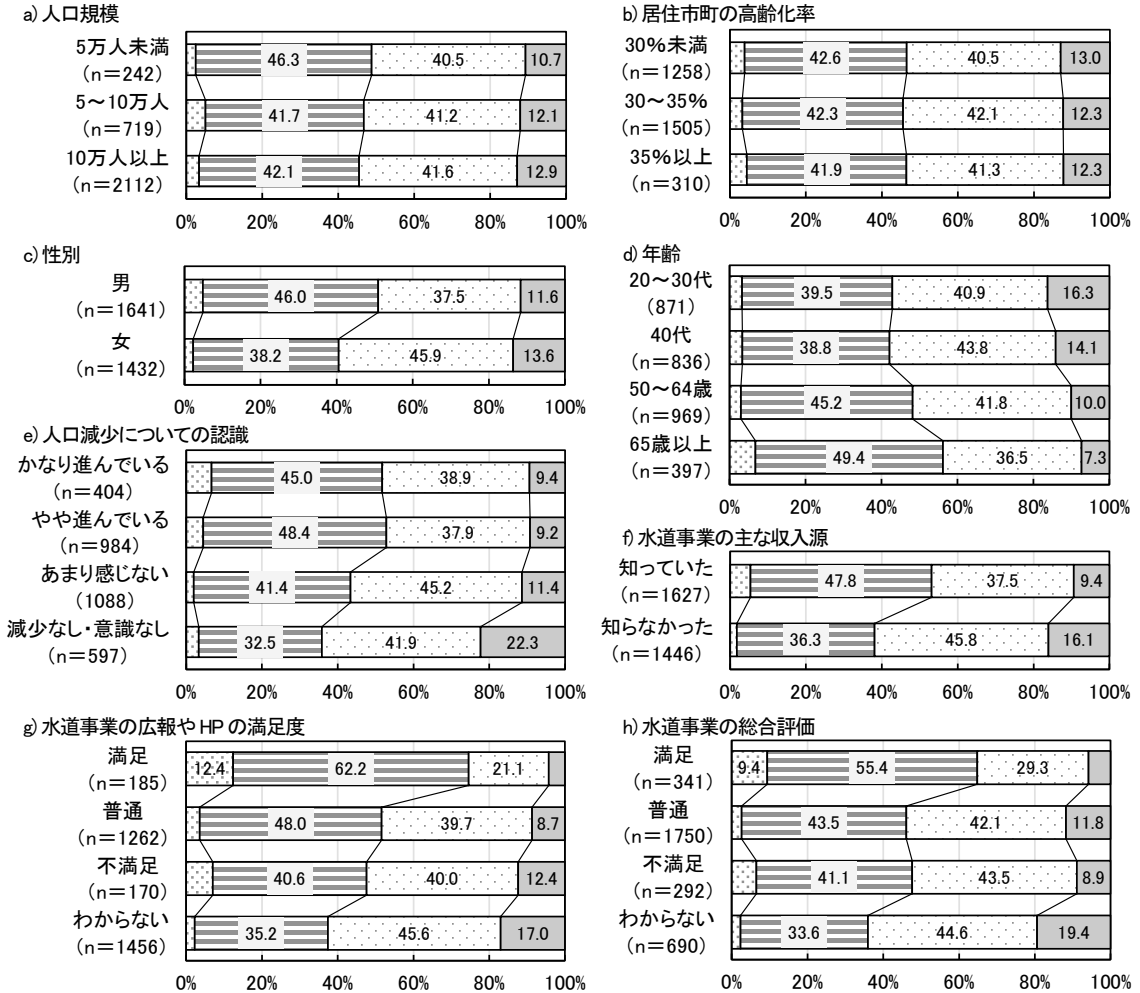 a) 人口規模
5万人未満
(n＝242)
46.3 40.5 10.7
5～10万人
(n＝719)
41.7 41.2 12.1
10万人以上
(n＝2112)
42.1 41.6 12.9
0% 20% 40% 60% 80% 100%
b) 居住市町の高齢化率
30%未満
(n＝1258)
42.6 40.5 13.0
30～35%
(n＝1505)
42.3 42.1 12.3
35%以上
(n＝310)
41.9 41.3 12.3
0% 20% 40% 60% 80% 100%
c) 性別
男
(n＝1641)
46.0 37.5 11.6
女
(n＝1432)
38.2 45.9 13.6
0% 20% 40% 60% 80% 100%
d) 年齢
20～30代
(871)
39.5 40.9 16.3
40代
(n＝836)
38.8 43.8 14.1
50～64歳
(n＝969)
45.2 41.8 10.0
65歳以上
(n＝397)
49.4 36.5 7.3
0% 20% 40% 60% 80% 100%
e) 人口減少についての認識
かなり進んでいる
(n＝404)
45.0 38.9 9.4
やや進んでいる
(n＝984)
48.4 37.9 9.2
あまり感じない
(1088)
41.4 45.2 11.4
減少なし・意識なし
(n＝597)
32.5 41.9 22.3
0% 20% 40% 60% 80% 100%
f) 水道事業の主な収入源
知っていた
(n＝1627)
47.8 37.5 9.4
知らなかった
(n＝1446)
36.3 45.8 16.1
0% 20% 40% 60% 80% 100%
g) 水道事業の広報や HP の満足度
満足
(n＝185)
12.4 62.2 21.1
普通
(n＝1262)
48.0 39.7 8.7
不満足
(n＝170)
40.6 40.0 12.4
わからない
(n＝1456)
35.2 45.6 17.0
0% 20% 40% 60% 80% 100%
h) 水道事業の総合評価
満足
(n＝341)
9.4 55.4 29.3
普通
(n＝1750)
43.5 42.1 11.8
不満足
(n＝292)
41.1 43.5 8.9
わからない
(n＝690)
33.6 44.6 19.4
0% 20% 40% 60% 80% 100%